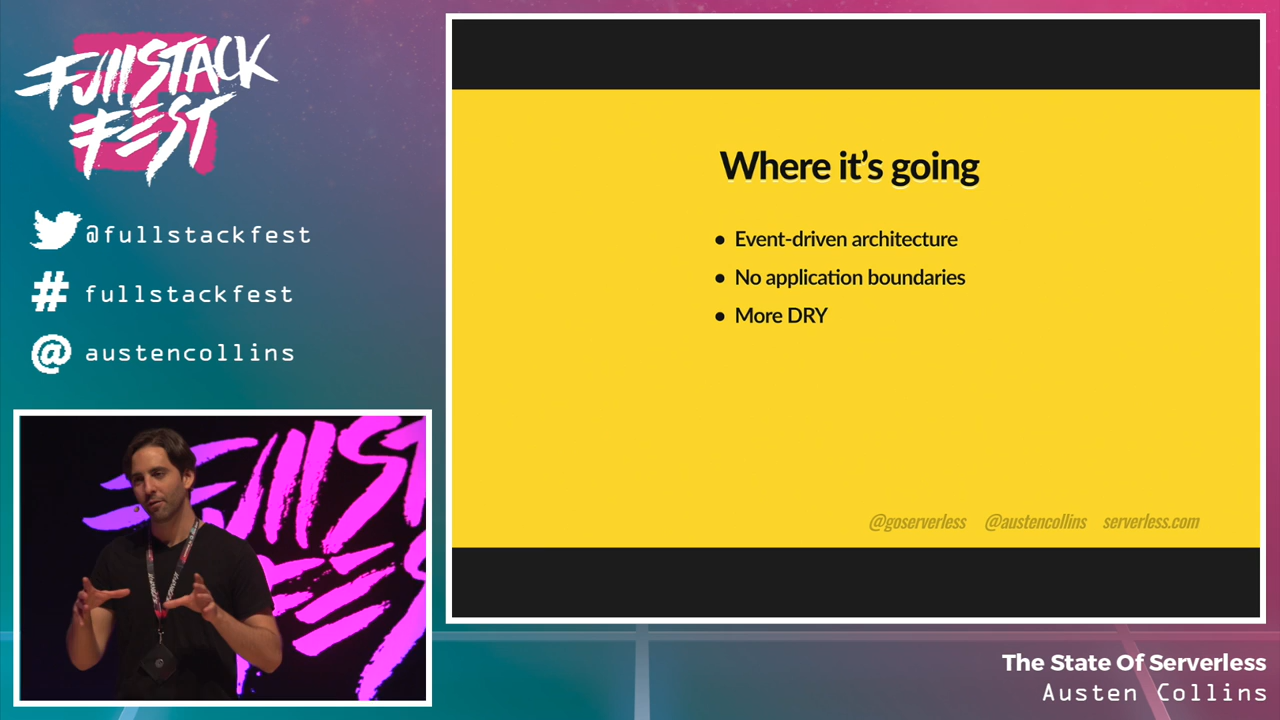 FullStack
Fest
@fullstackfest
# fullstackfest
@ austencollins
Where it's going
• Event-driven architecture
• No application boundaries
• More DRY
@goserverless @austencollins serverless.com
The State Of Serverless
Austen Collins